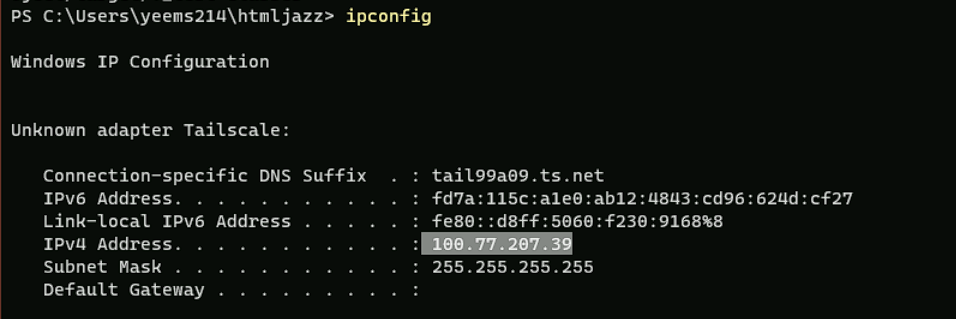 PS C:\Users\yeems214\htmljazz> ipconfig
Windows IP Configuration
Unknown adapter Tailscale:
Connection-specific DNS Suffix  . : tail99a09.ts.net
IPv6 Address. . . . . . . . . . . : fd7a:115c:a1e0:ab12:4843:cd96:624d:cf27
Link-local IPv6 Address . . . . . : fe80::d8ff:5060:f230:9168%8
IPv4 Address. . . . . . . . . . . : 100.77.207.39
Subnet Mask . . . . . . . . . . . : 255.255.255.255
Default Gateway . . . . . . . . . :